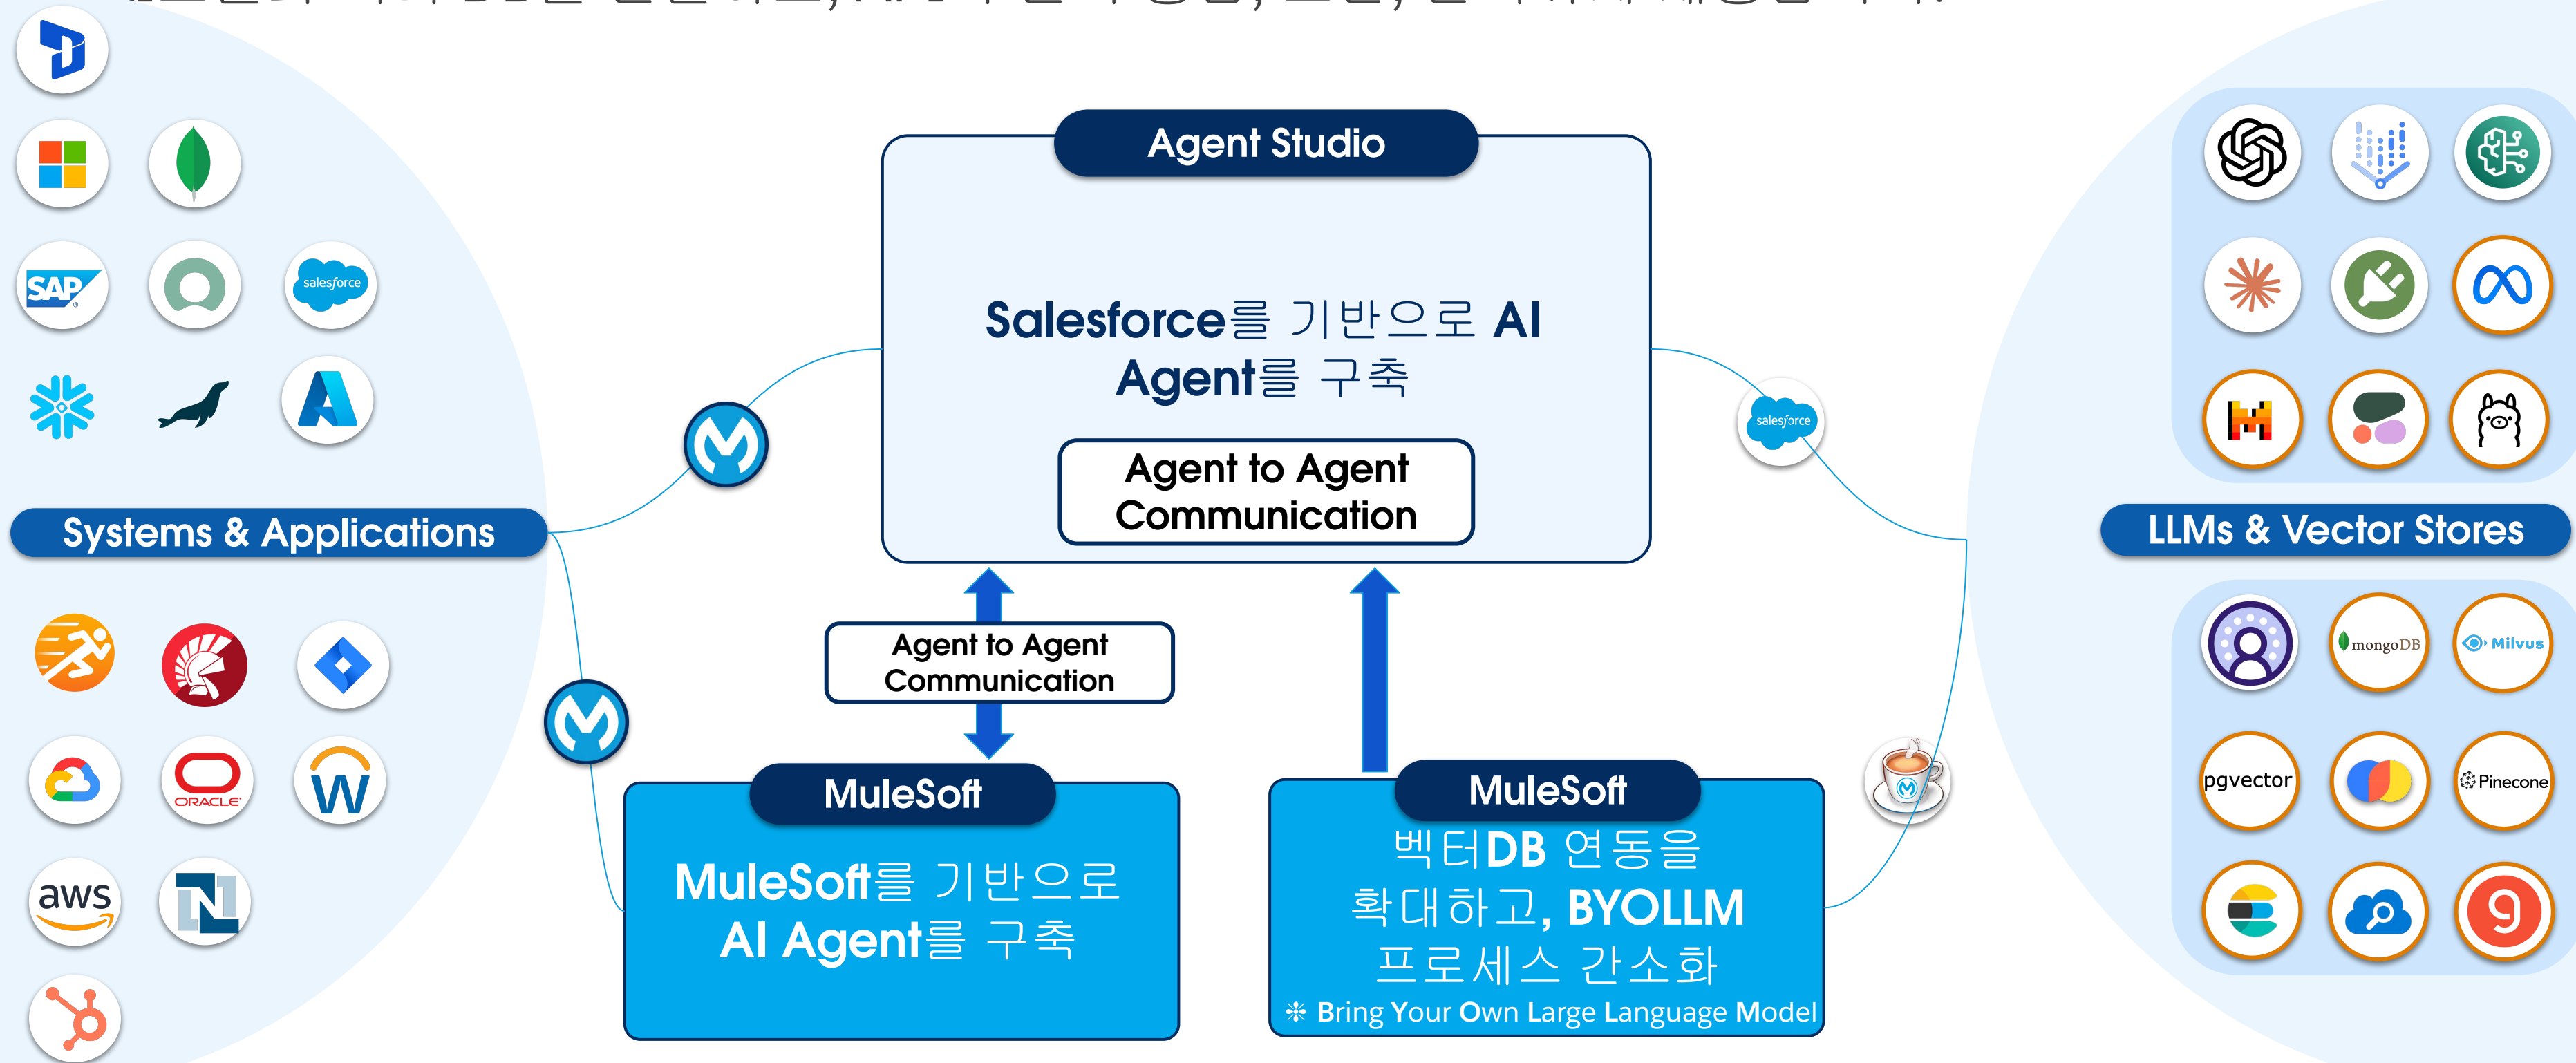 Agent Studio
Salesforce를 기반으로 AI
Agent를 구축
Agent to Agent
Communication
Systems & Applications
LLMs & Vector Stores
Agent to Agent
Communication
MuleSoft
MuleSoft를 기반으로
AI Agent를 구축
MuleSoft
벡터DB 연동을
확대하고, BYOLLM
프로세스 간소화
❇ Bring Your Own Large Language Model
SAP
salesforce
ORACLE
aws
salesforce
mongoDB
Milvus
pgvector
Pinecone